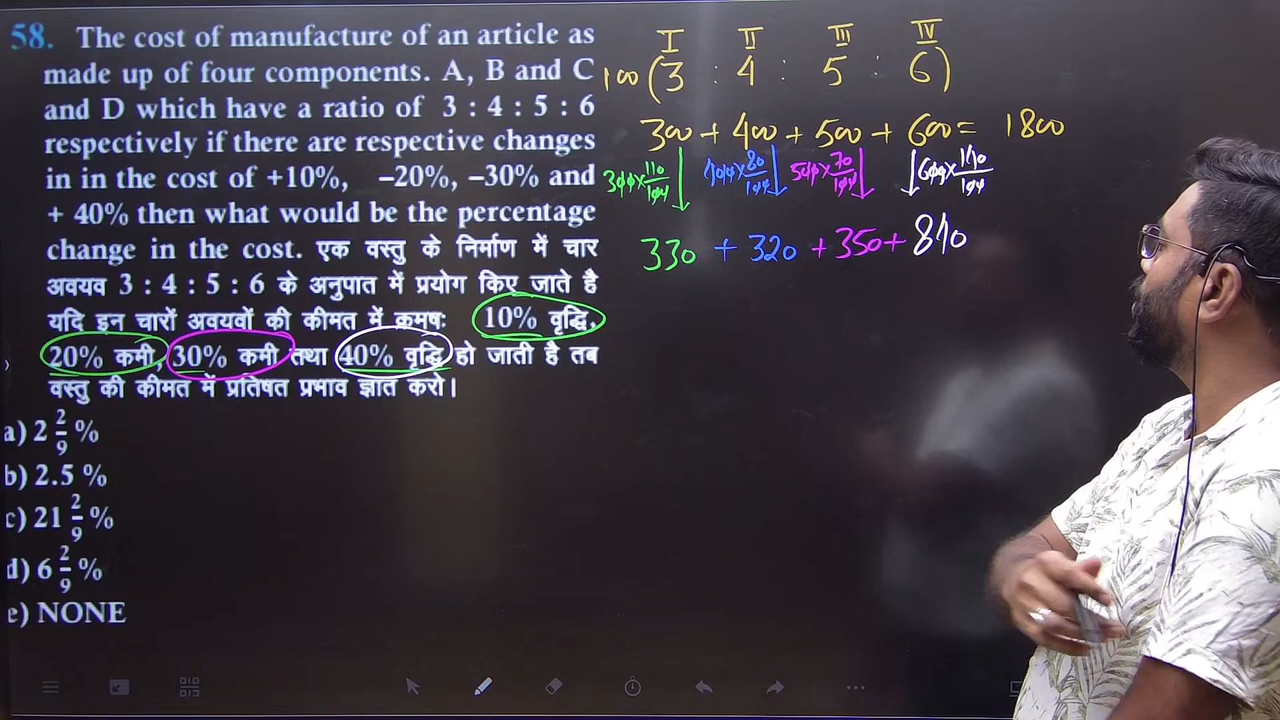 58. The cost of manufacture of an article as
made up of four components. A, B and C
and D which have a ratio of 3 : 4 : 5 : 6
respectively if there are respective changes
in in the cost of +10%, –20%, –30% and
+ 40% then what would be the percentage
change in the cost. एक वस्तु के निर्माण में चार
अवयव 3 : 4 : 5 : 6 के अनुपात में प्रयोग किए जाते है
यदि इन चारों अवयवों की कीमत में क्रमषः 10% वृद्धि,
20% कमी, 30% कमी तथा 40% वृद्धि हो जाती है तब
वस्तु की कीमत में प्रतिषत प्रभाव ज्ञात करो।
a) 2 2/9 %
b) 2.5 %
c) 21 2/9 %
d) 6 2/9 %
e) NONE
I II III IV
100 (3 : 4 : 5 : 6)
300 + 400 + 500 + 600 = 1800
300×110/100 400×80/100 500×70/100 600×140/100
330 + 320 + 350 + 840